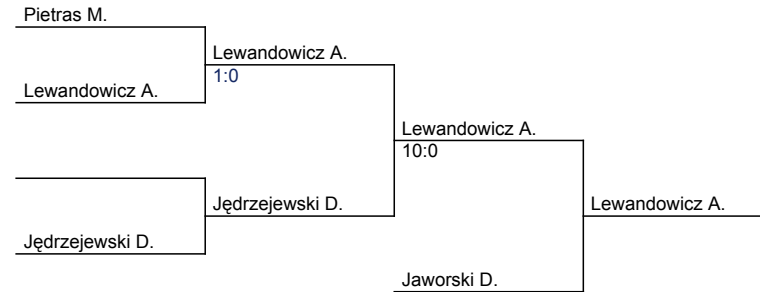 Pietras M.
Lewandowicz A.
1:0
Lewandowicz A.
Lewandowicz A.
10:0
Jędrzejewski D.
Lewandowicz A.
Jędrzejewski D.
Jaworski D.